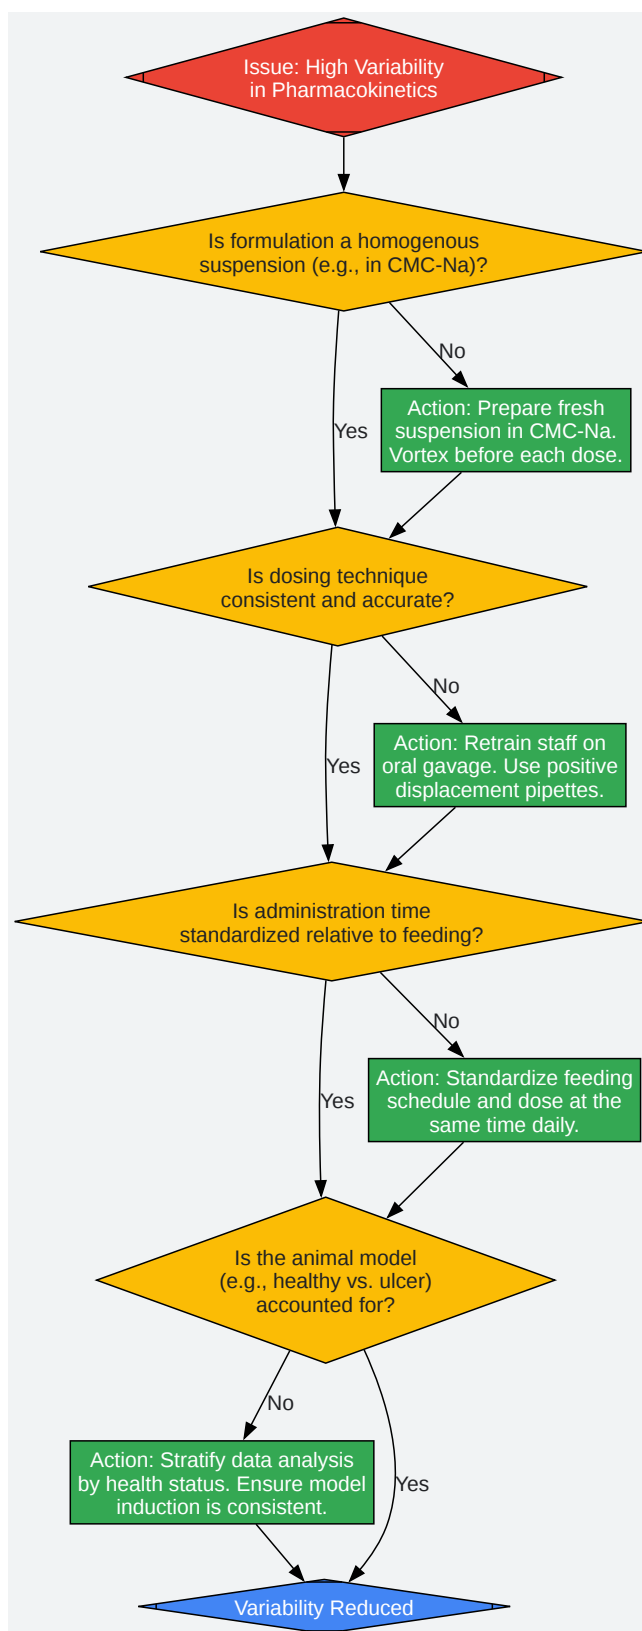 Issue: High Variability
in Pharmacokinetics
Is formulation a homogenous
suspension (e.g., in CMC-Na)?
No
Action: Prepare fresh
suspension in CMC-Na.
Vortex before each dose.
Yes
Is dosing technique
consistent and accurate?
No
Action: Retrain staff on
oral gavage. Use positive
displacement pipettes.
Yes
Is administration time
standardized relative to feeding?
No
Action: Standardize feeding
schedule and dose at the
same time daily.
Yes
Is the animal model
(e.g., healthy vs. ulcer)
accounted for?
No
Action: Stratify data analysis
by health status. Ensure model
induction is consistent.
Yes
Variability Reduced